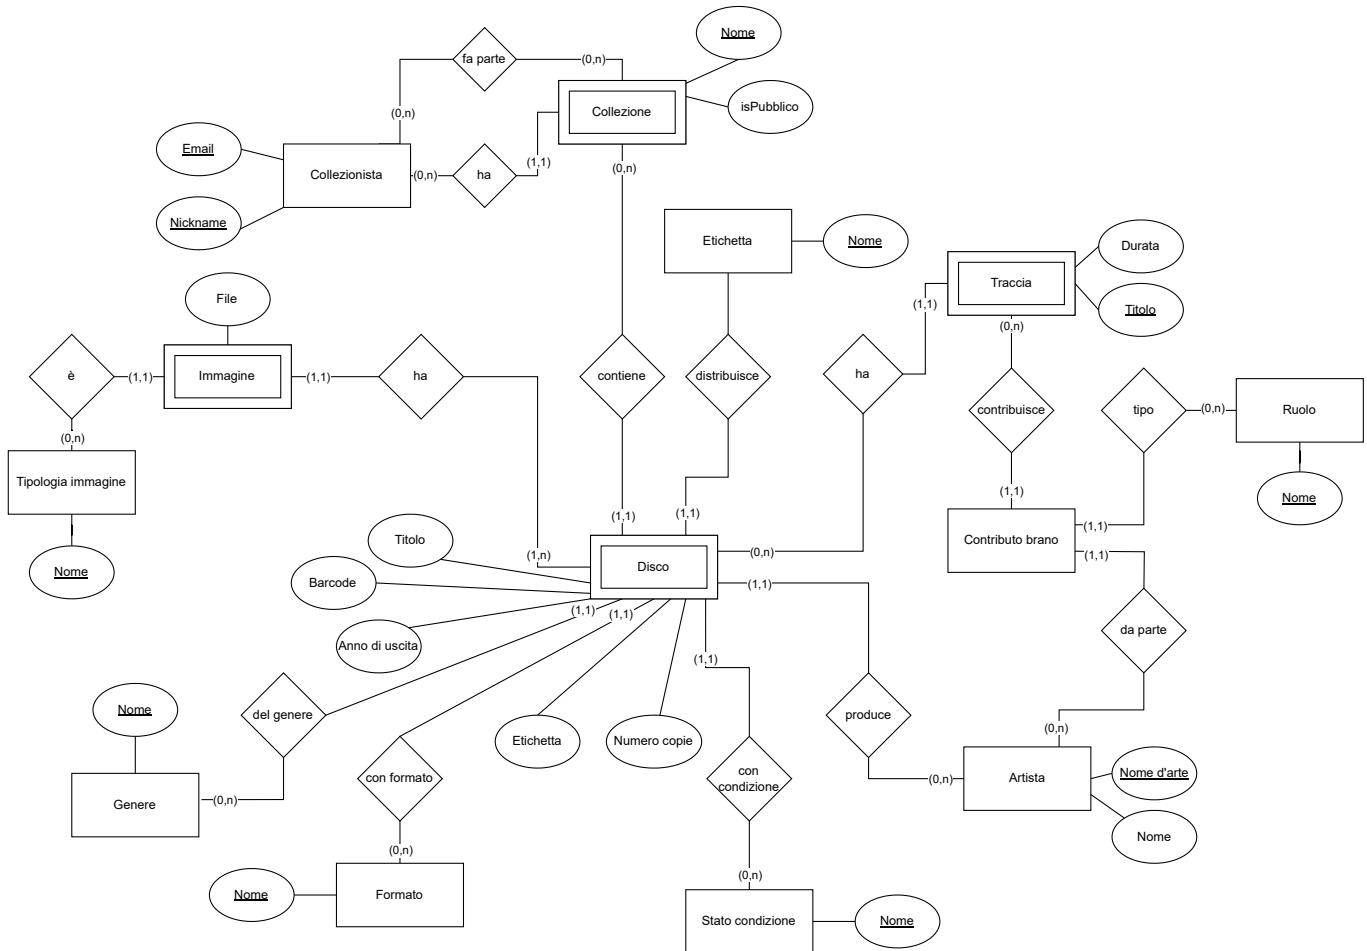 Nome
fa parte
(0,n)
Collezione
isPubblico
(0,n)
(0,n)
Email
Collezionista
(0,n)
ha
(1,1)
Nickname
Etichetta
Nome
Durata
File
Traccia
(1,1)
Titolo
(0,n)
è
(1,1)
Immagine
(1,1)
ha
contiene
distribuisce
ha
contribuisce
tipo
(0,n)
Ruolo
(0,n)
Tipologia immagine
(1,1)
Nome
(1,1)
(1,1)
(1,1)
Contributo brano
(1,1)
Titolo
(1,n)
(0,n)
Nome
Barcode
Disco
(1,1)
(1,1)
(1,1)
Anno di uscita
(1,1)
da parte
Nome
del genere
Etichetta
Numero copie
produce
(0,n)
con formato
con
condizione
(0,n)
Artista
Nome d'arte
Genere
(0,n)
Nome
(0,n)
Nome
Formato
(0,n)
Stato condizione
Nome